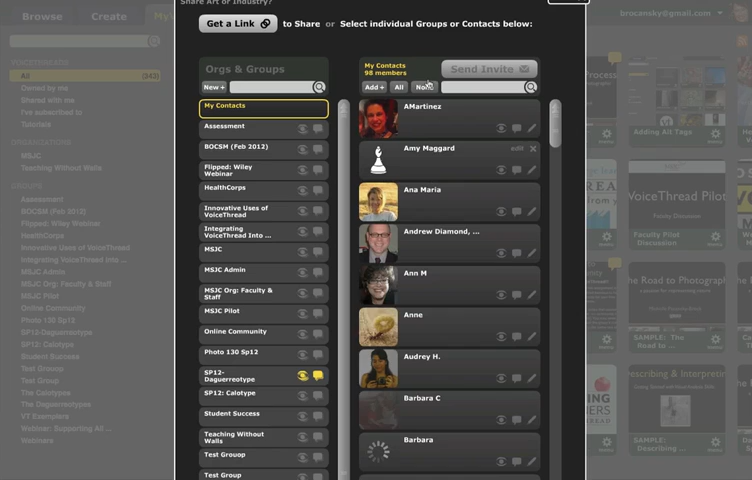 Share Art or Industry?
Browse
Create
brocansky@gmail.com
Get a Link
to Share or Select individual Groups or Contacts below:
All
(343)
Owned by me
Shared with me
I've subscribed to
Tutorials
MSJC
Teaching Without Walls
GROUPS
Assessment
BOCSM (Feb 2012)
Flipped: Wiley Webinar
HealthCorps
Innovative Uses of VoiceThread
Integrating VoiceThread into ...
MSJC Admin
MSJC Org: Faculty & Staff
MSJC Pilot
Online Community
Photo 130 Sp12
SP12-Daguerreotype
SP12: Calotype
Student Success
Test Grouop
Test Group
The Calotypes
The Daguerreotypes
VT Exemplars
Webinar: Supporting All ...
Webinars
Orgs & Groups
New +
My Contacts
Assessment
BOCSM (Feb 2012)
Flipped: Wiley
Webinar
HealthCorps
Innovative Uses of
VoiceThread
Integrating
VoiceThread Into ...
MSJC
MSJC Admin
MSJC Org: Faculty &
Staff
MSJC Pilot
Online Community
Photo 130 Sp12
SP12-
Daguerreotype
SP12: Calotype
Student Success
Teaching Without
Walls
Test Grouop
Test Group
My Contacts
98 members
Send Invite
Add +
All
None
AMartinez
Amy Maggard
edit
Ana Maria
Andrew Diamond, ...
Ann M
Anne
Audrey H.
Barbara C
Barbara
Adding Alt Tags
VoiceThread Pilot
Faculty Discussion
Faculty Pilot
Discussion
The Road to Photograp
SAMPLE: The
Road to ...
Describing & Interpreting
SAMPLE:
Describing ...